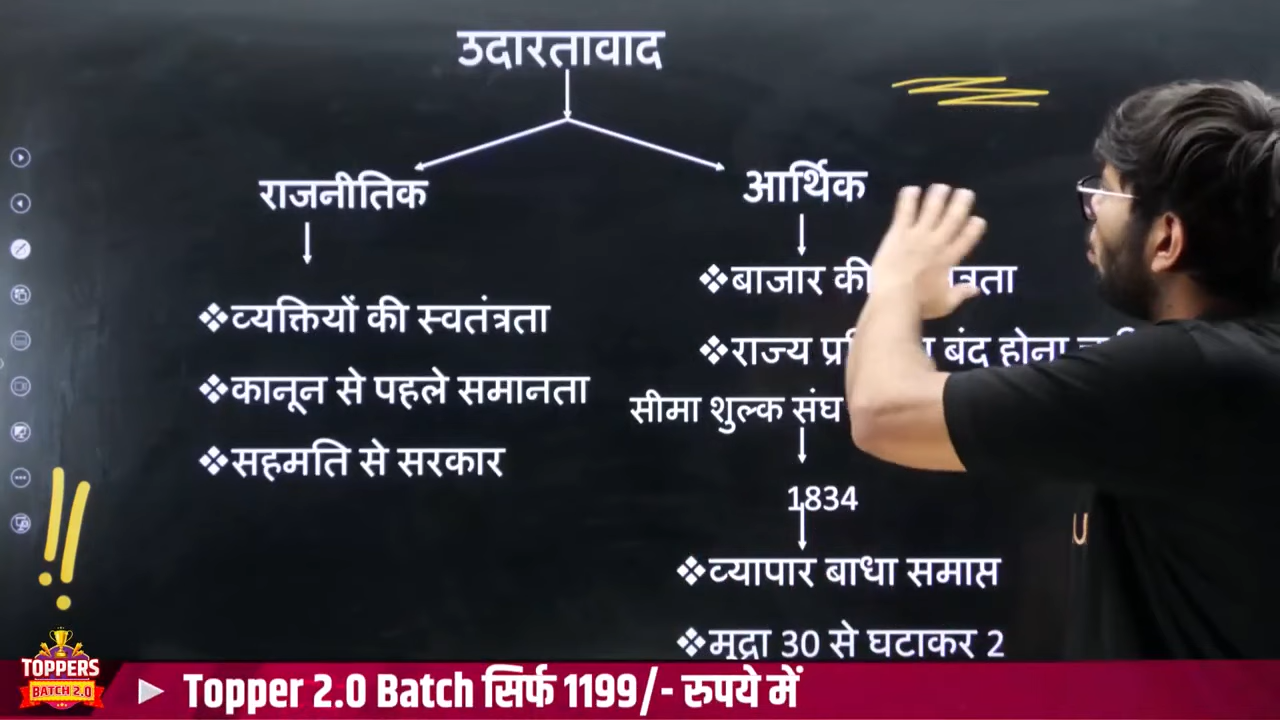 उदारतावाद
राजनीतिक
❖व्यक्तियों की स्वतंत्रता
❖कानून से पहले समानता
❖सहमति से सरकार
आर्थिक
❖बाजार की
❖राज्य बंद होना
सीमा शुल्क संघ
1834
❖व्यापार बाधा समाप्त
❖मुद्रा 30 से घटाकर 2
U
TOPPERS
BATCH 2.0
Topper 2.0 Batch सिर्फ 1199/- रुपये में